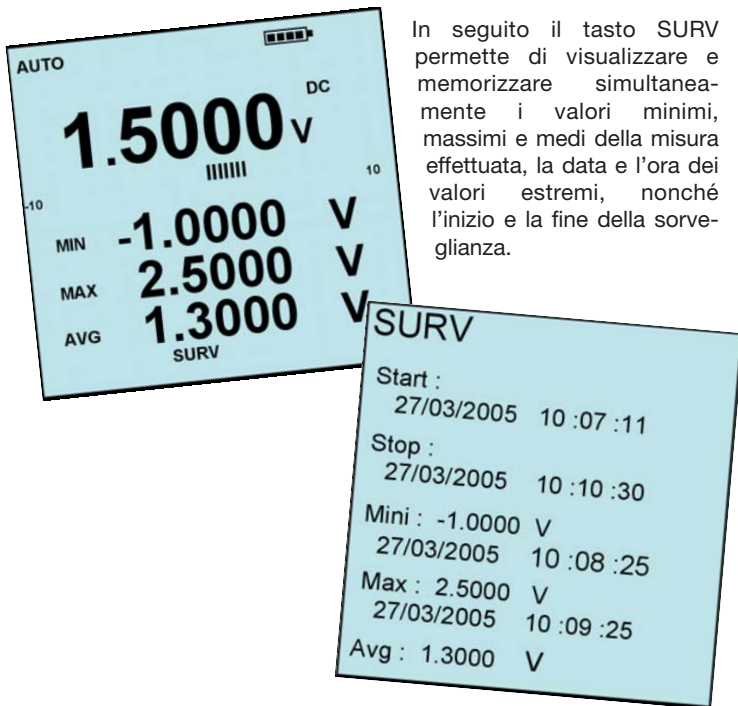 AUTO
DC
1.5000 V
-10
10
MIN -1.0000 V
MAX 2.5000 V
AVG 1.3000 V
SURV
In seguito il tasto SURV
permette di visualizzare e
memorizzare simultanea-
mente i valori minimi,
massimi e medi della misura
effettuata, la data e l'ora dei
valori estremi, nonché
l'inizio e la fine della sorve-
glianza.
SURV
Start :
27/03/2005 10 :07 :11
Stop :
27/03/2005 10 :10 :30
Mini : -1.0000 V
27/03/2005 10 :08 :25
Max : 2.5000 V
27/03/2005 10 :09 :25
Avg : 1.3000 V